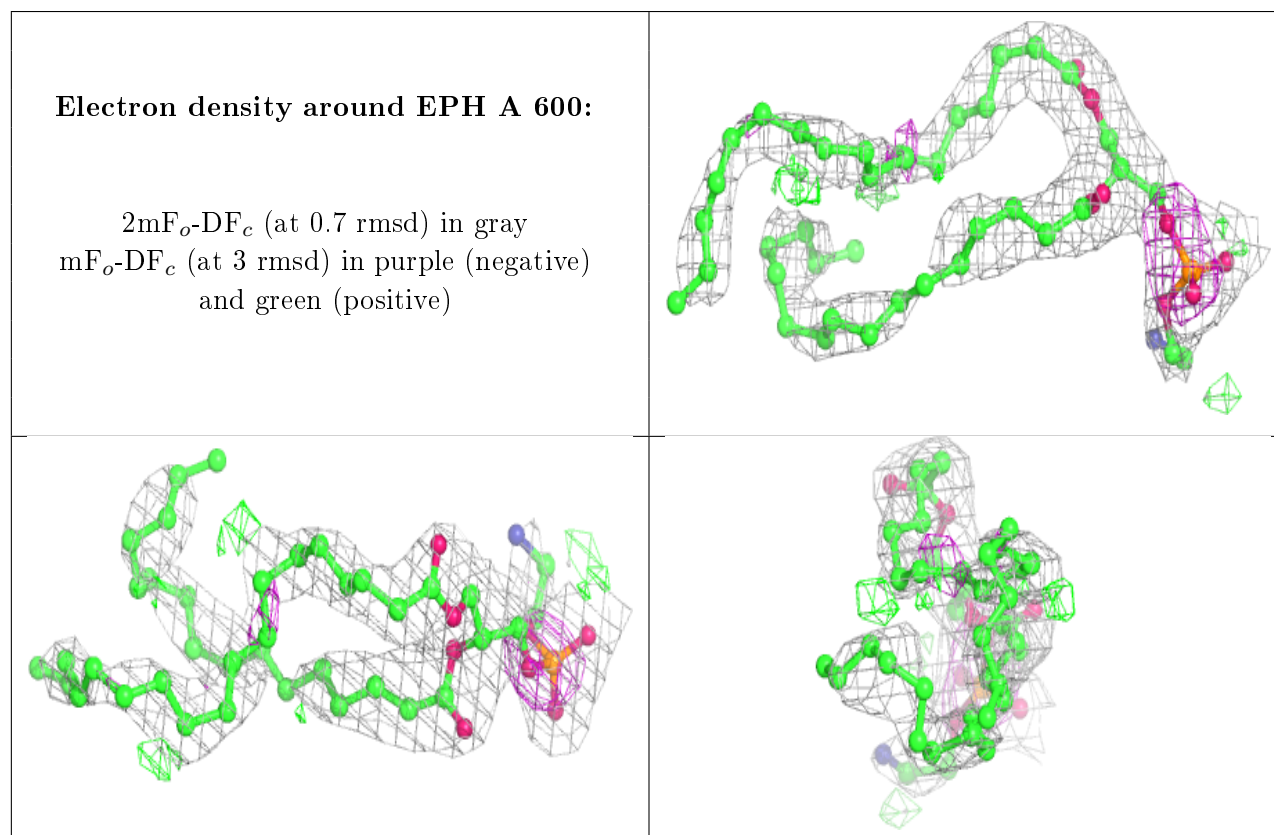 Electron density around EPH A 600:
2mFo-DFc (at 0.7 rmsd) in gray
mFo-DFc (at 3 rmsd) in purple (negative)
and green (positive)